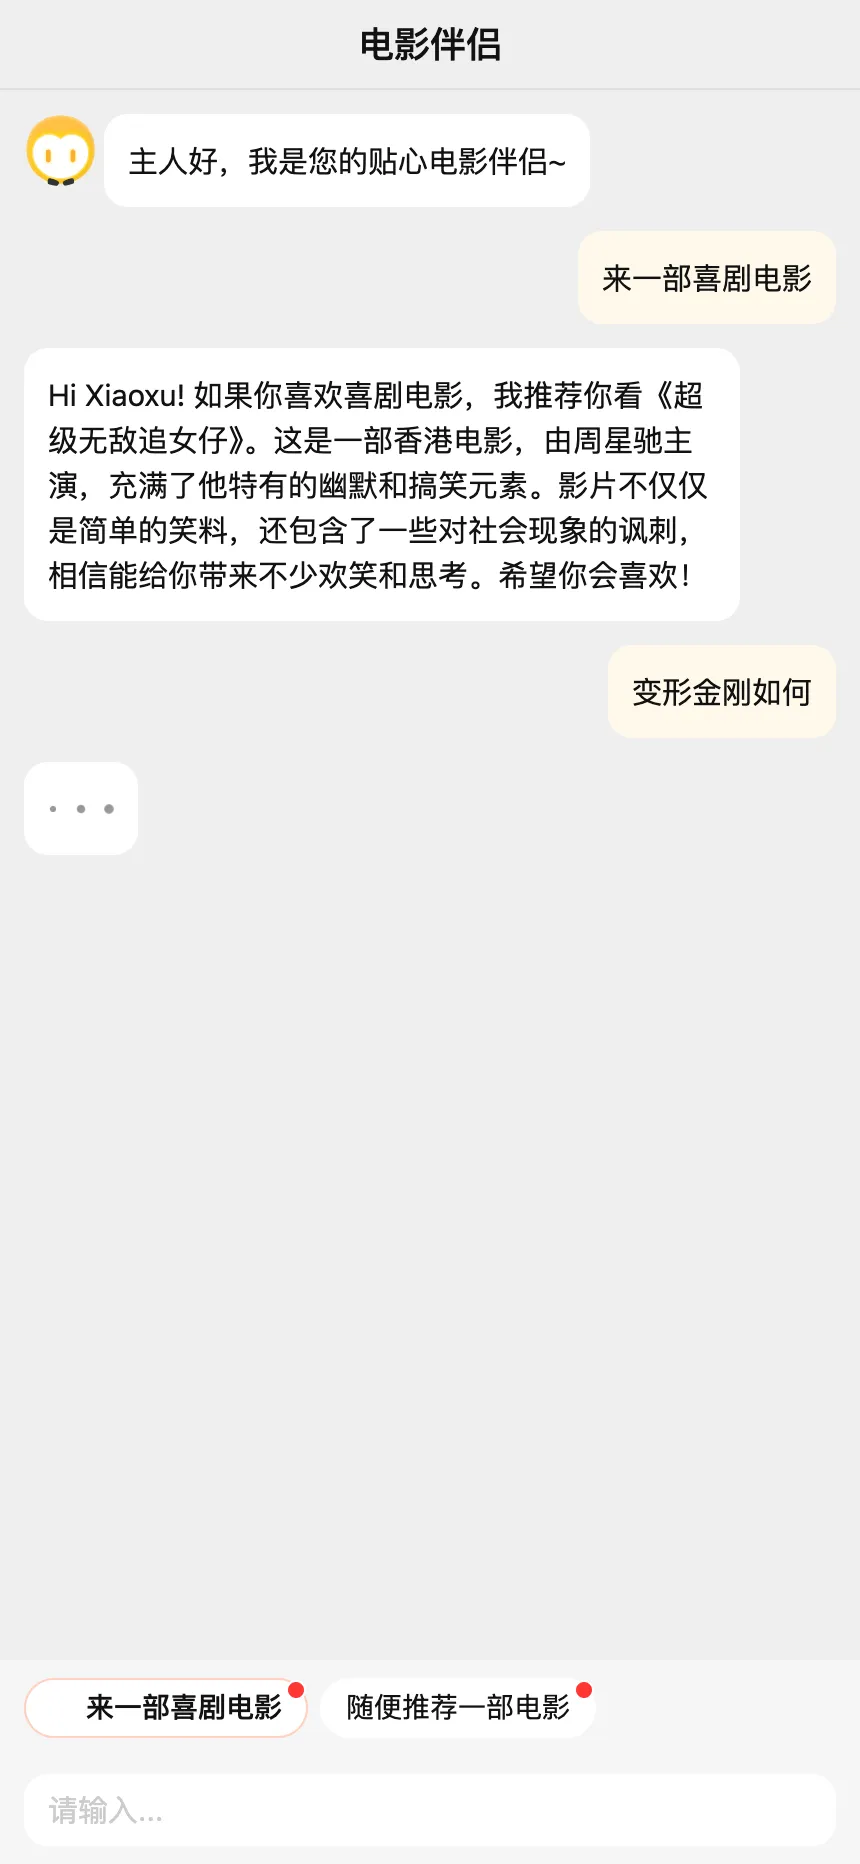 电影伴侣
主人好，我是您的贴心电影伴侣~
来一部喜剧电影
Hi Xiaoxu! 如果你喜欢喜剧电影，我推荐你看《超
级无敌追女仔》。这是一部香港电影，由周星驰主
演，充满了他特有的幽默和搞笑元素。影片不仅仅
是简单的笑料，还包含了一些对社会现象的讽刺，
相信能给你带来不少欢笑和思考。希望你会喜欢！
变形金刚如何
来一部喜剧电影
随便推荐一部电影
请输入...